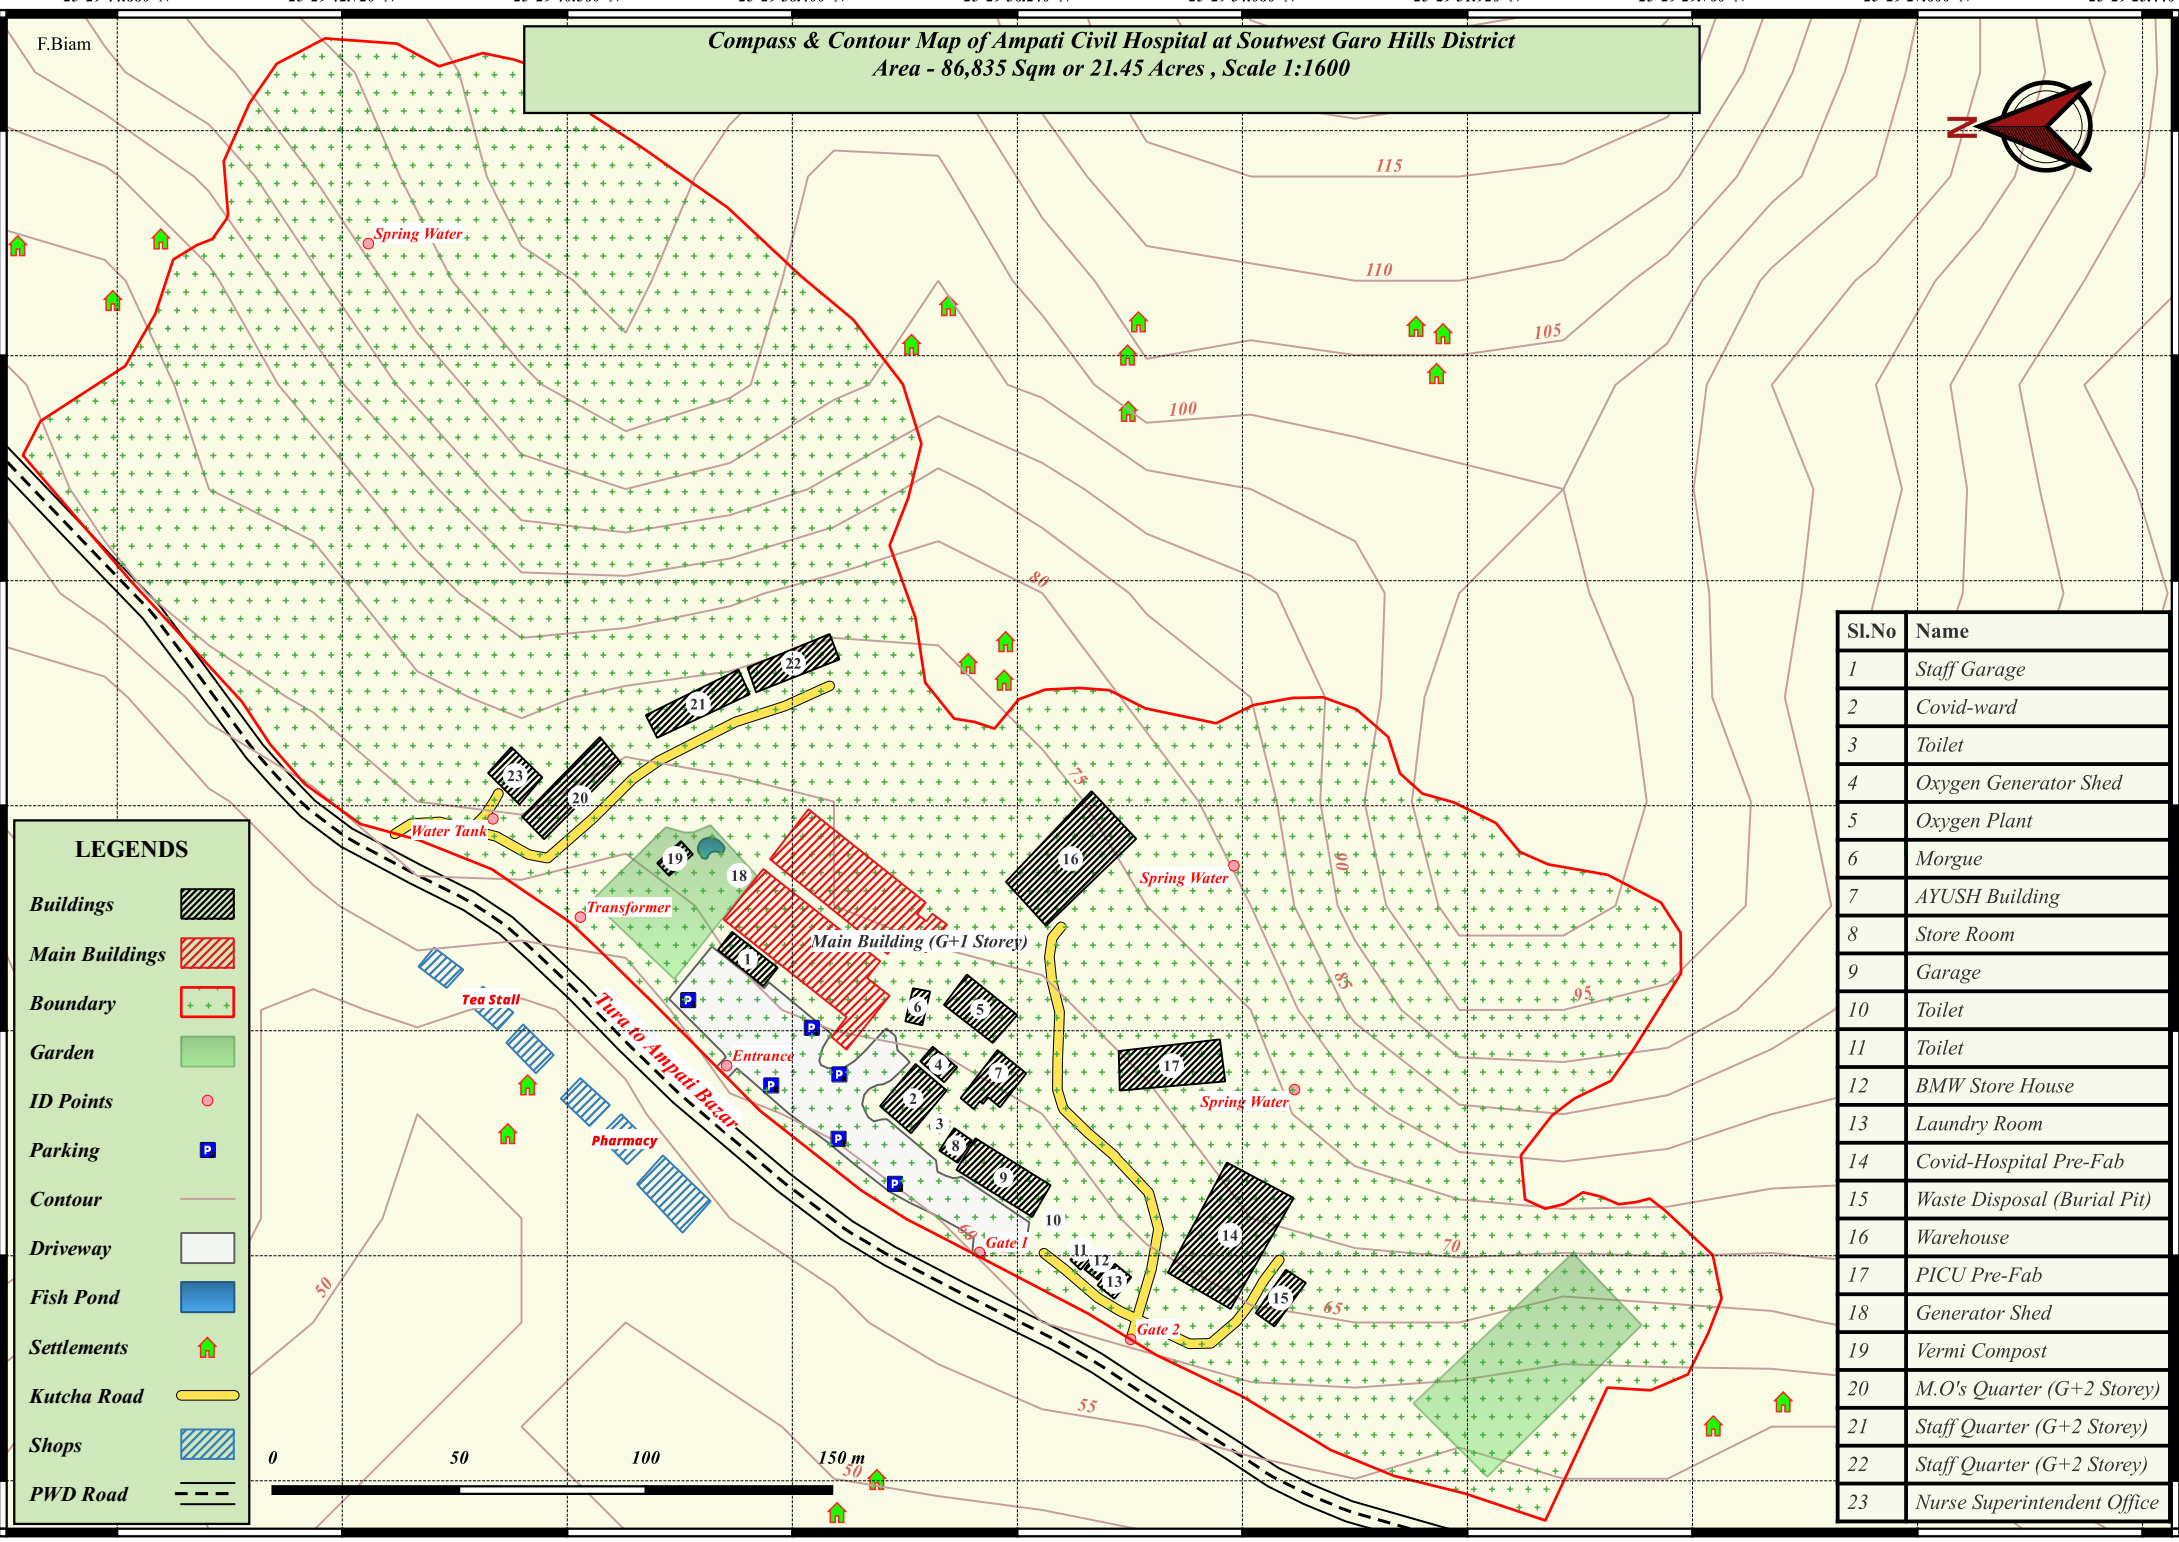 F.Biam
Compass & Contour Map of Ampati Civil Hospital at Soutwest Garo Hills District
Area - 86,835 Sqm or 21.45 Acres , Scale 1:1600
N
115
Spring Water
110
105
100
80
75
90
85
95
70
65
60
55
50
50
22
21
23
20
Water Tank
19
18
Transformer
16
Spring Water
Main Building (G+1 Storey)
1
P
P
6
5
Tea Stall
Tura to Ampati Bazar
Entrance
P
P
4
7
17
Spring Water
2
3
P
8
Pharmacy
9
P
10
Gate 1
11
12
13
14
15
Gate 2
LEGENDS
Buildings
Main Buildings
Boundary
Garden
ID Points
Parking P
Contour
Driveway
Fish Pond
Settlements
Kutcha Road
Shops
PWD Road
0 50 100 150 m
Sl.No Name
1 Staff Garage
2 Covid-ward
3 Toilet
4 Oxygen Generator Shed
5 Oxygen Plant
6 Morgue
7 AYUSH Building
8 Store Room
9 Garage
10 Toilet
11 Toilet
12 BMW Store House
13 Laundry Room
14 Covid-Hospital Pre-Fab
15 Waste Disposal (Burial Pit)
16 Warehouse
17 PICU Pre-Fab
18 Generator Shed
19 Vermi Compost
20 M.O's Quarter (G+2 Storey)
21 Staff Quarter (G+2 Storey)
22 Staff Quarter (G+2 Storey)
23 Nurse Superintendent Office